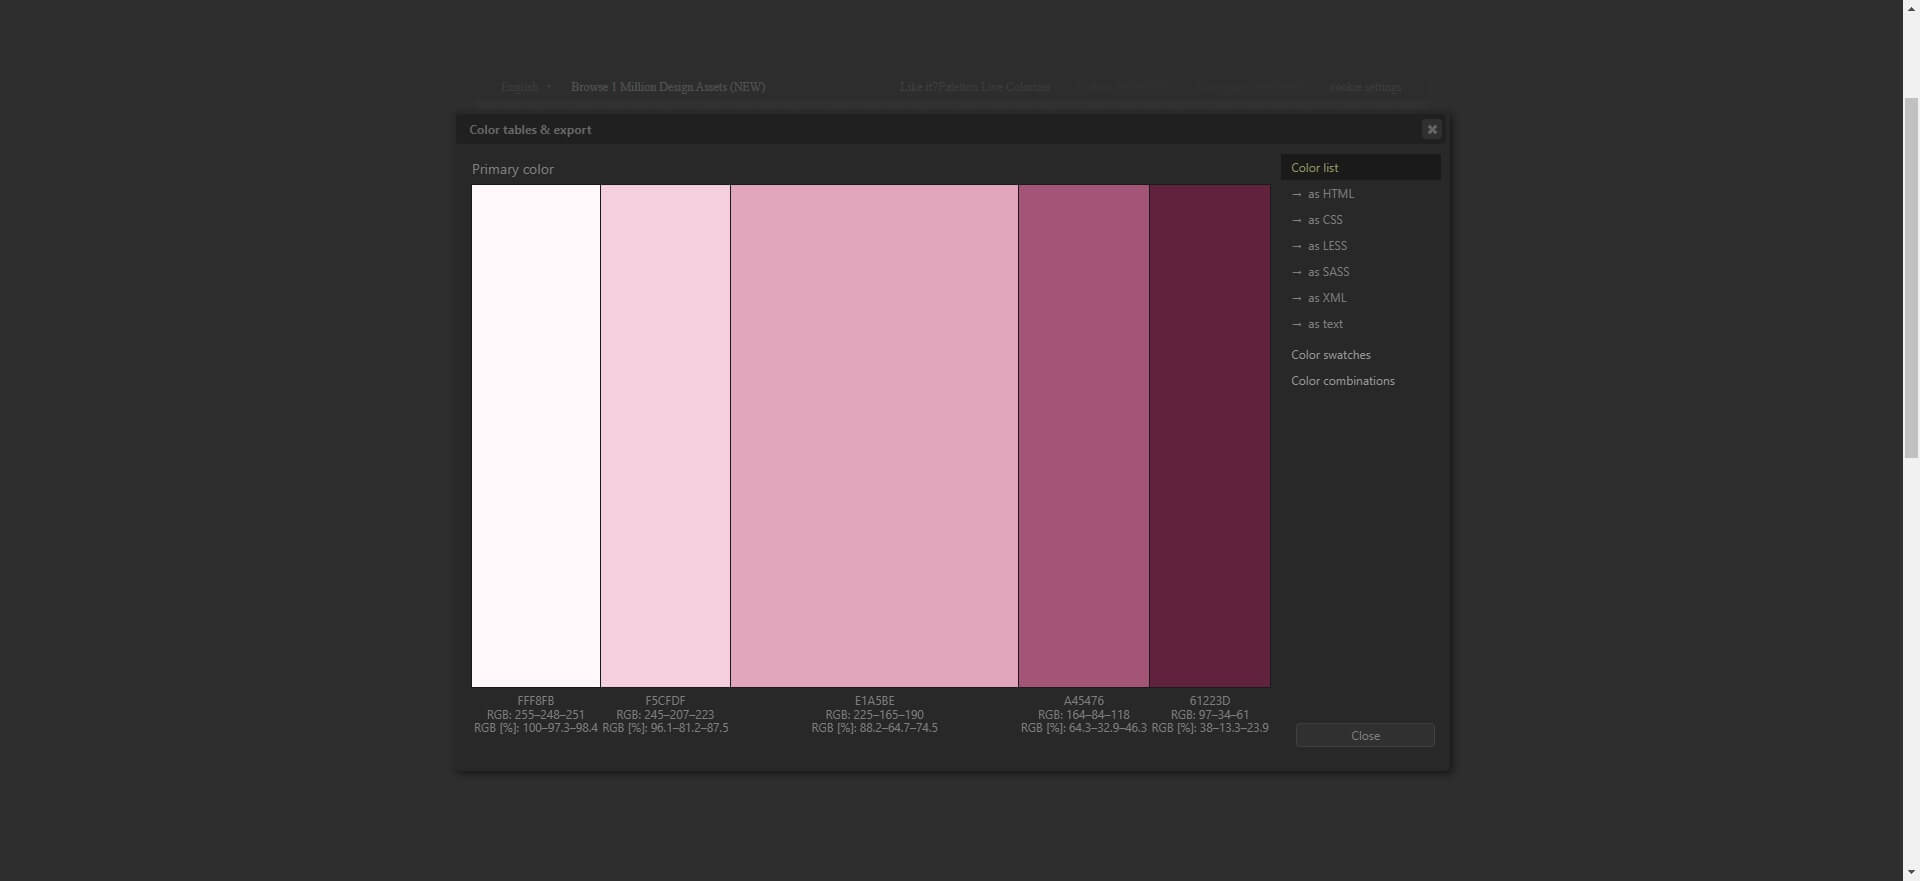 English
Browse 1 Million Design Assets (NEW)
Like it?
Paletton Live Colorizer
cookie settings
Color tables & export
Primary color
FFF8FB
RGB: 255–248–251
RGB [%]: 100–97.3–98.4
F5CFDF
RGB: 245–207–223
RGB [%]: 96.1–81.2–87.5
E1A5BE
RGB: 225–165–190
RGB [%]: 88.2–64.7–74.5
A45476
RGB: 164–84–118
RGB [%]: 64.3–32.9–46.3
61223D
RGB: 97–34–61
RGB [%]: 38–13.3–23.9
Color list
→ as HTML
→ as CSS
→ as LESS
→ as SASS
→ as XML
→ as text
Color swatches
Color combinations
Close